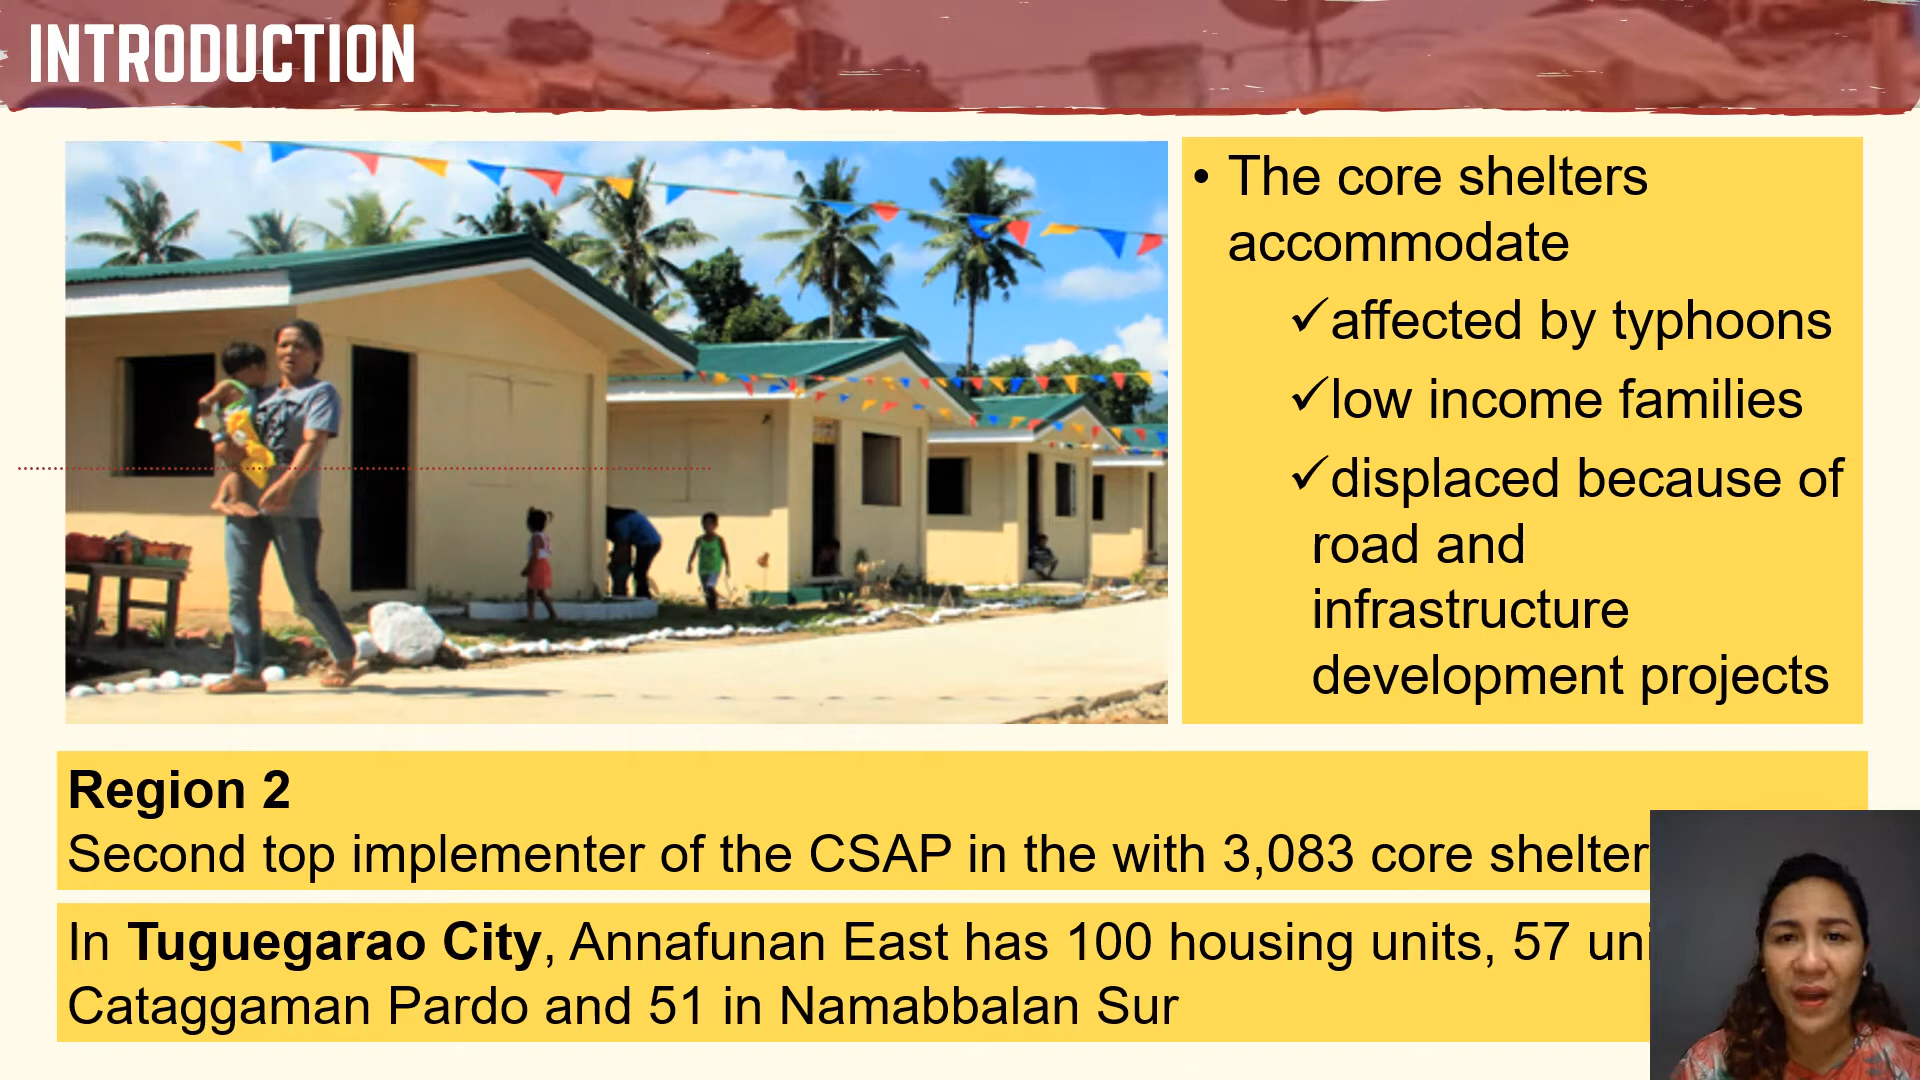 INTRODUCTION
• The core shelters
accommodate
✓affected by typhoons
✓low income families
✓displaced because of
road and
infrastructure
development projects
Region 2
Second top implementer of the CSAP in the with 3,083 core shelter
In Tuguegarao City, Annafunan East has 100 housing units, 57
Cataggaman Pardo and 51 in Namabbalan Sur